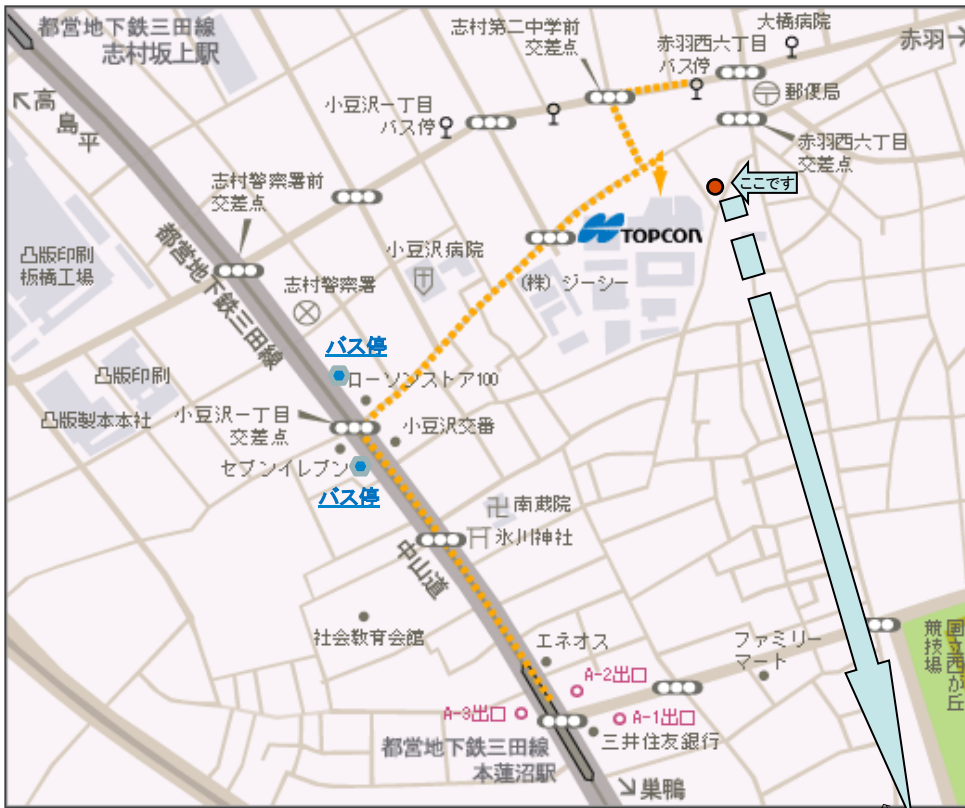 都営地下鉄三田線
志村坂上駅
志村第二中学前
交差点
大橋病院
赤羽西六丁目
バス停
赤羽→
↖高島平
小豆沢一丁目
バス停
郵便局
赤羽西六丁目
交差点
志村警察署前
交差点
ここです
TOPCON
都営地下鉄三田線
凸版印刷
板橋工場
小豆沢病院
志村警察署
(株)ジーシー
バス停
ローソンストア100
凸版印刷
凸版製本本社
小豆沢一丁目
交差点
小豆沢交番
セブンイレブン
バス停
卍南蔵院
氷川神社
中山道
社会教育会館
エネオス
ファミリー
マート
国立西が丘
競技場
A-2出口
A-3出口
A-1出口
三井住友銀行
都営地下鉄三田線
本蓮沼駅
↘巣鴨